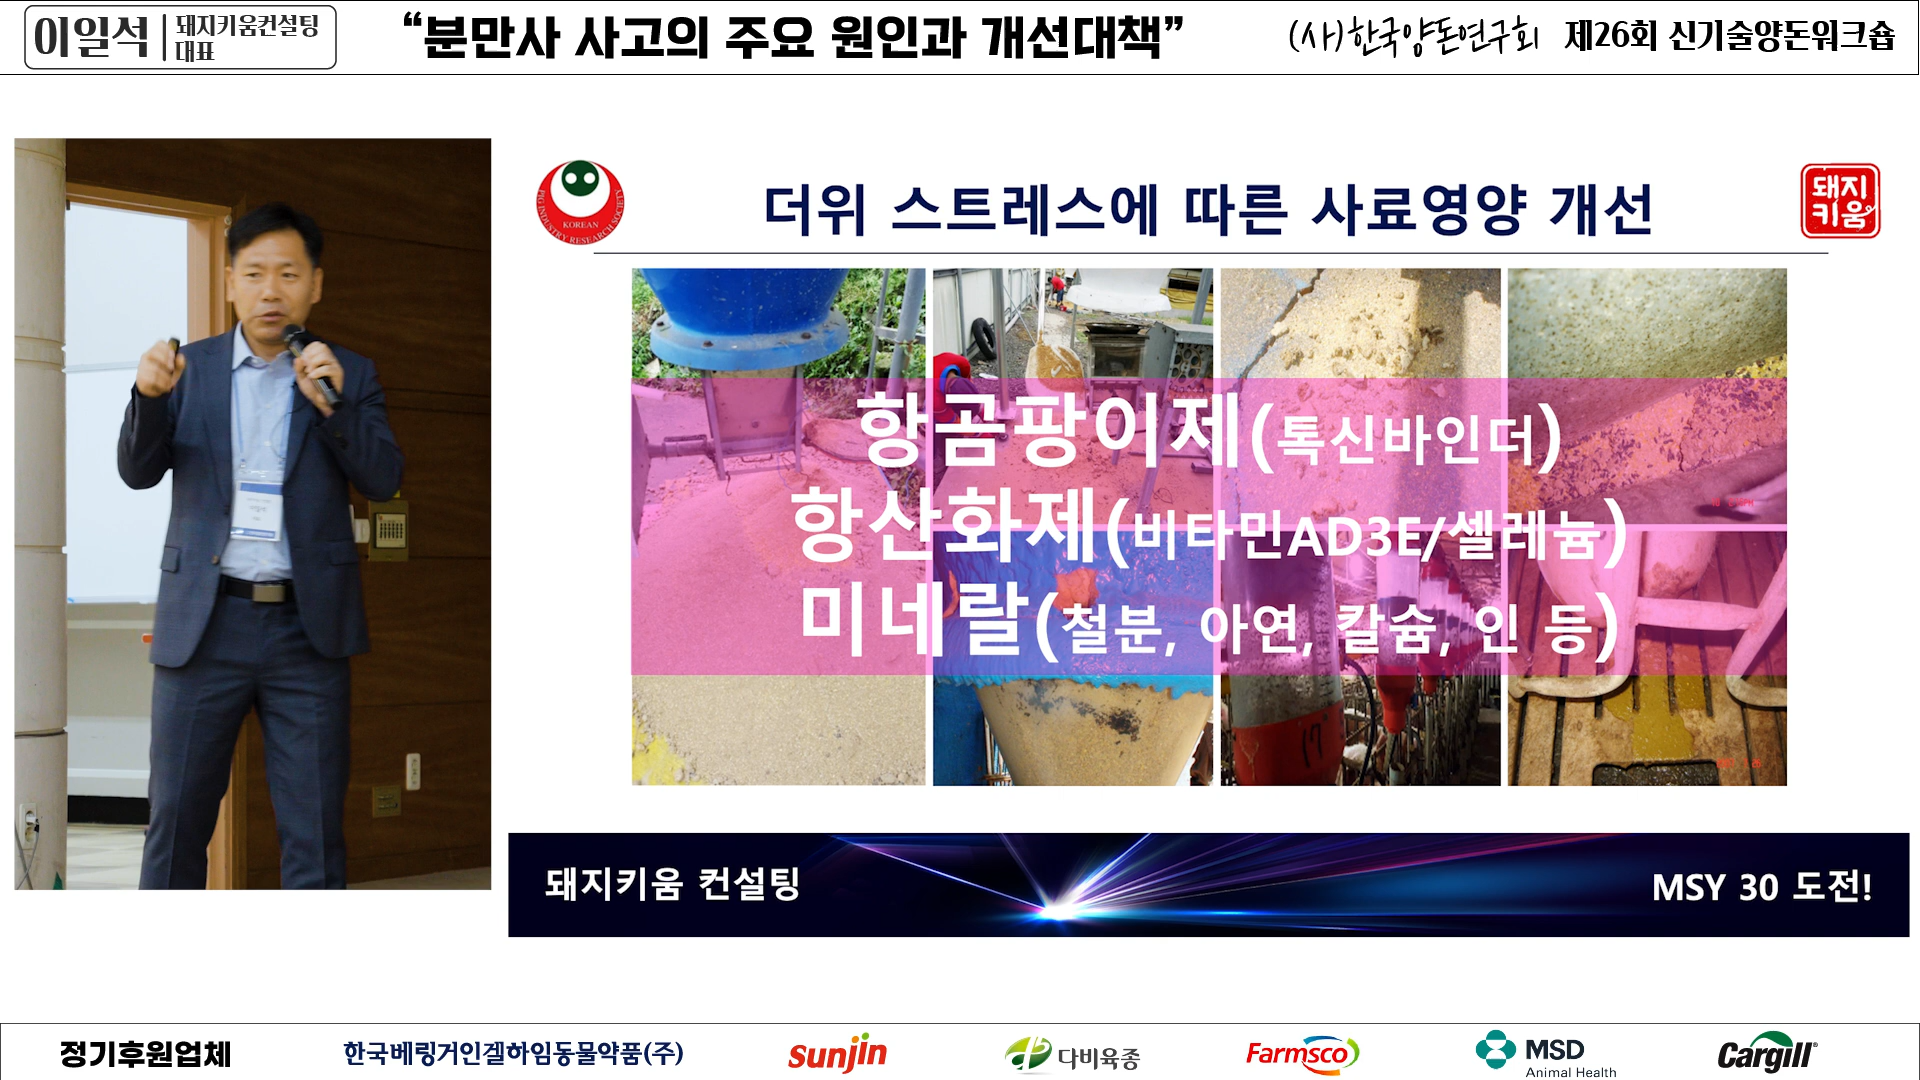 이일석
돼지키움컨설팅
대표
“분만사 사고의 주요 원인과 개선대책”
(사)한국양돈연구회 제26회 신기술양돈워크숍
KOREAN
PIG INDUSTRY RESEARCH SOCIETY
더위 스트레스에 따른 사료영양 개선
돼지
키움
항곰팡이제(톡신바인더)
항산화제(비타민AD3E/셀레늄)
미네랄(철분, 아연, 칼슘, 인 등)
17
돼지키움 컨설팅
MSY 30 도전!
정기후원업체
한국베링거인겔하임동물약품(주)
sunjin
다비육종
Farmsco
MSD
Animal Health
Cargill